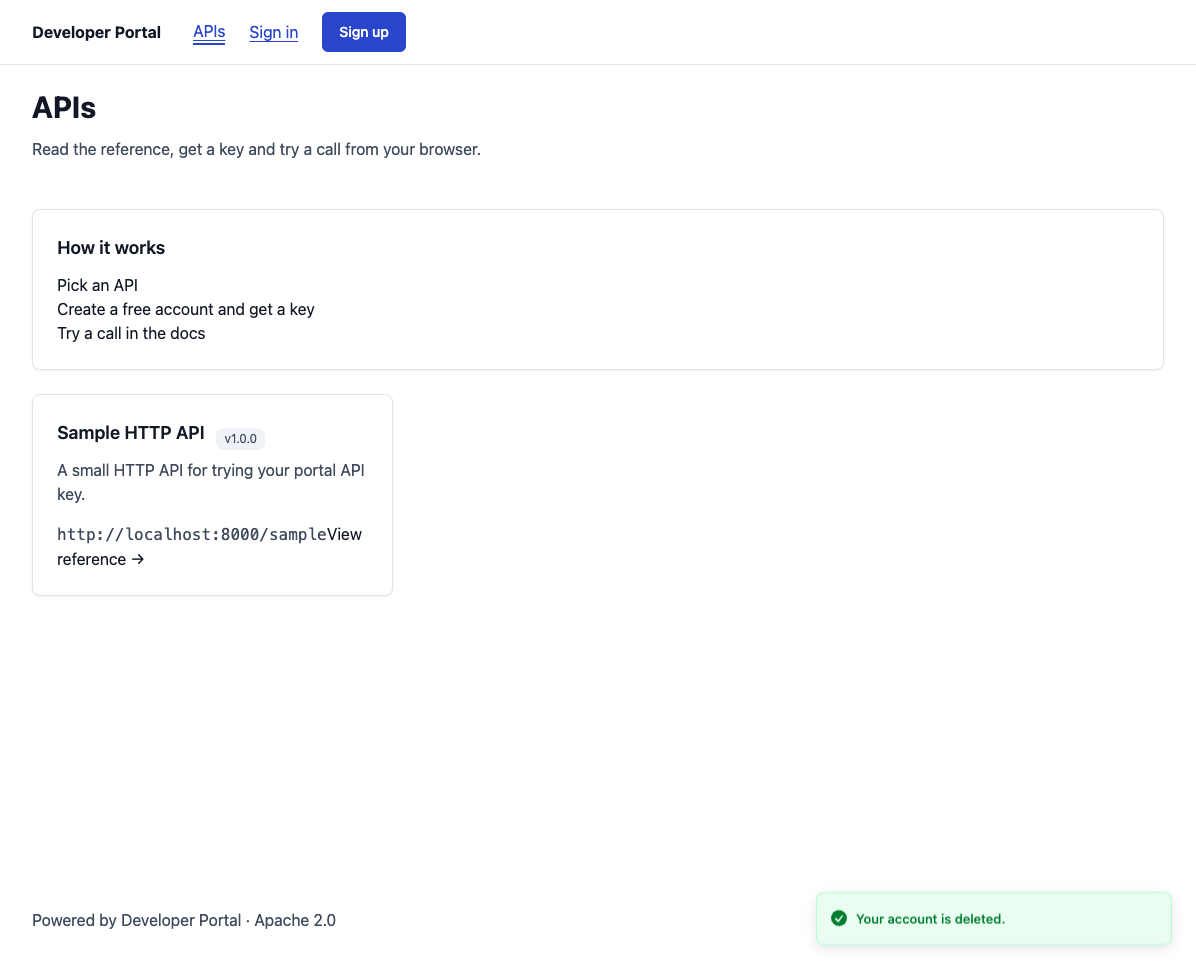 Developer Portal APIs Sign in Sign up
APIs
Read the reference, get a key and try a call from your browser.
How it works
Pick an API
Create a free account and get a key
Try a call in the docs
Sample HTTP API v1.0.0
A small HTTP API for trying your portal API
key.
http://localhost:8000/sampleView
reference →
Powered by Developer Portal · Apache 2.0
Your account is deleted.